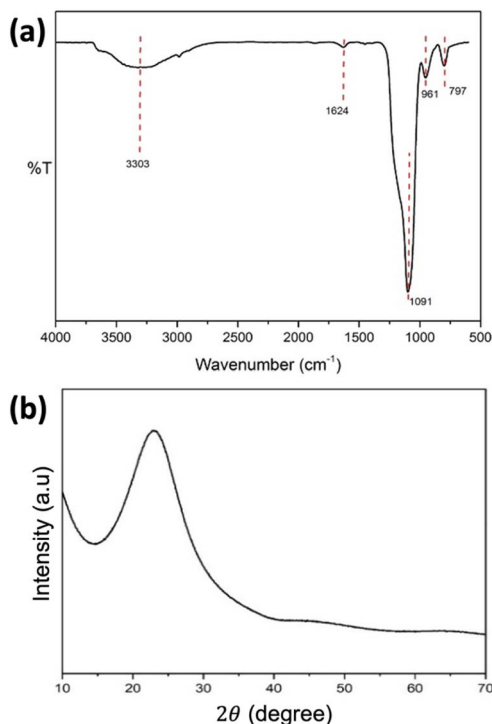 (a)
%T
3303
1624
961
797
1091
4000 3500 3000 2500 2000 1500 1000 500
Wavenumber (cm⁻¹)
(b)
Intensity (a.u)
10 20 30 40 50 60 70
2θ (degree)